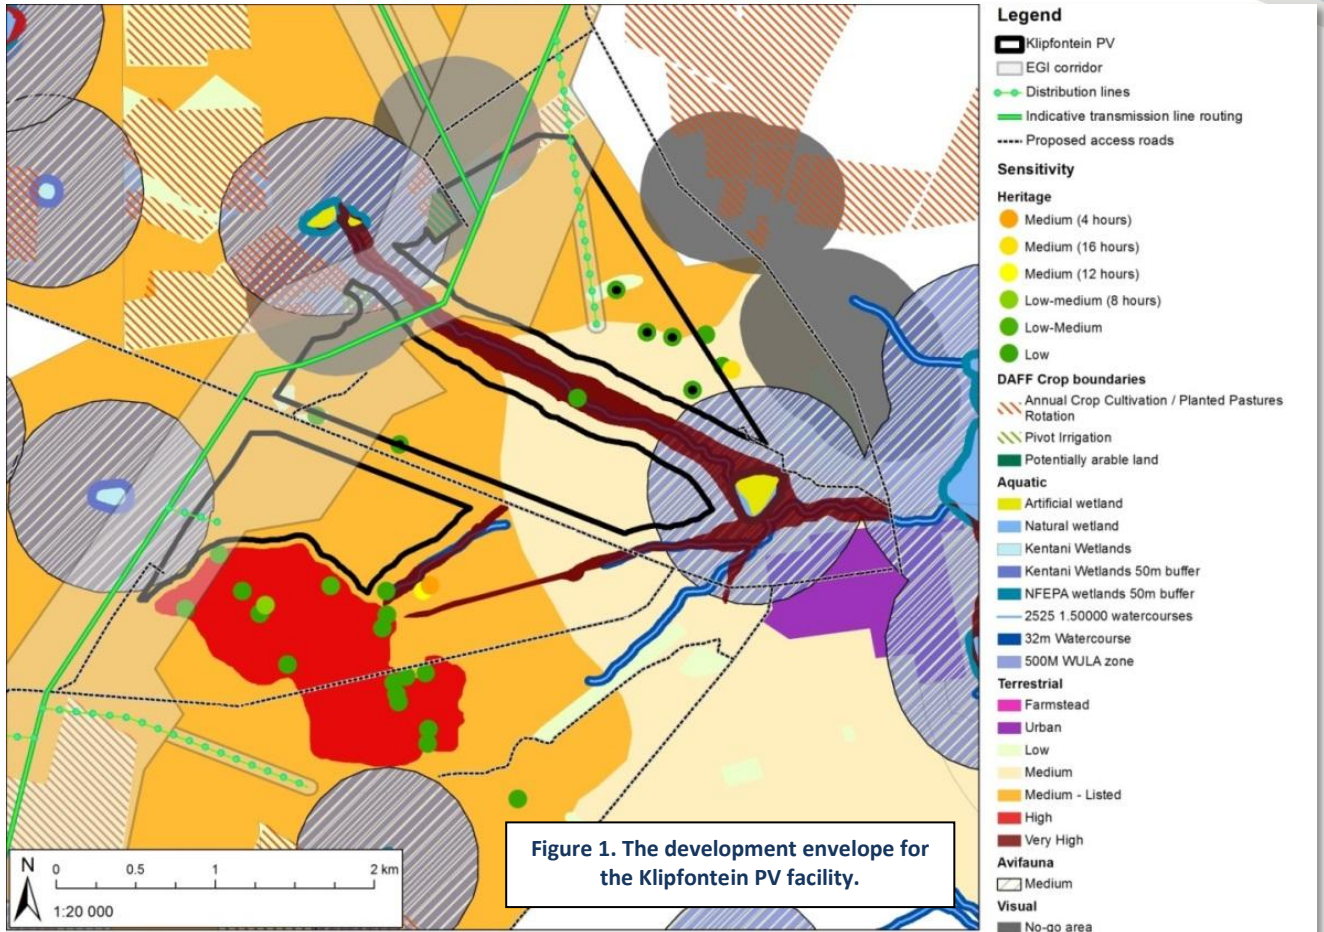 Legend
Klipfontein PV
EGI corridor
Distribution lines
Indicative transmission line routing
Proposed access roads
Sensitivity
Heritage
Medium (4 hours)
Medium (16 hours)
Medium (12 hours)
Low-medium (8 hours)
Low-Medium
Low
DAFF Crop boundaries
Annual Crop Cultivation / Planted Pastures
Rotation
Pivot Irrigation
Potentially arable land
Aquatic
Artificial wetland
Natural wetland
Kentani Wetlands
Kentani Wetlands 50m buffer
NFEPA wetlands 50m buffer
2525 1.50000 watercourses
32m Watercourse
500M WULA zone
Terrestrial
Farmstead
Urban
Low
Medium
Medium - Listed
High
Very High
Avifauna
Medium
Visual
No-go area
Figure 1. The development envelope for
the Klipfontein PV facility.
N
0 0.5 1 2 km
1:20 000